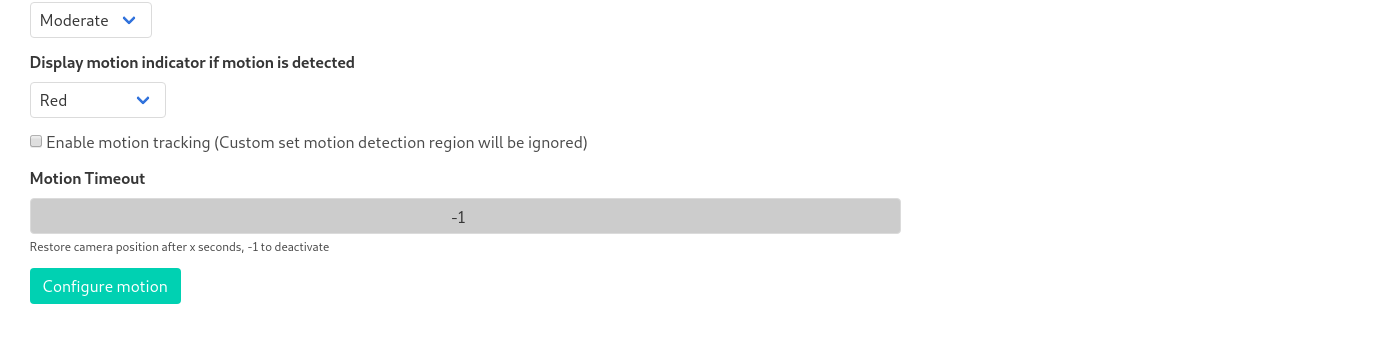 Moderate
Display motion indicator if motion is detected
Red
Enable motion tracking (Custom set motion detection region will be ignored)
Motion Timeout
-1
Restore camera position after x seconds, -1 to deactivate
Configure motion